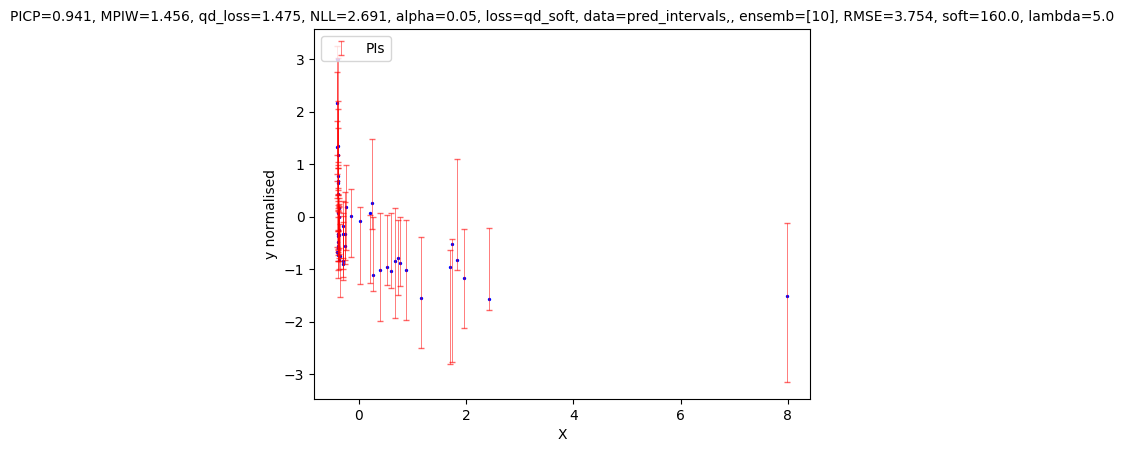 PICP=0.941, MPIW=1.456, qd_loss=1.475, NLL=2.691, alpha=0.05, loss=qd_soft, data=pred_intervals,, ensemb=[10], RMSE=3.754, soft=160.0, lambda=5.0
PIs
3
2
1
0
−1
−2
−3
y normalised
0 2 4 6 8
X